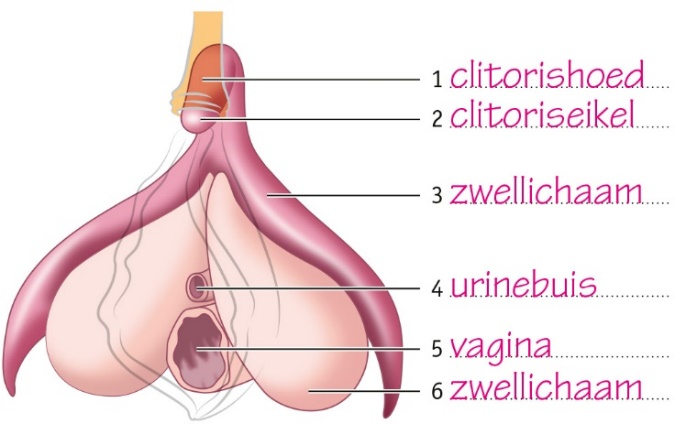 1 clitorishoed
2 clitoriseikel
3 zwellichaam
4 urinebuis
5 vagina
6 zwellichaam